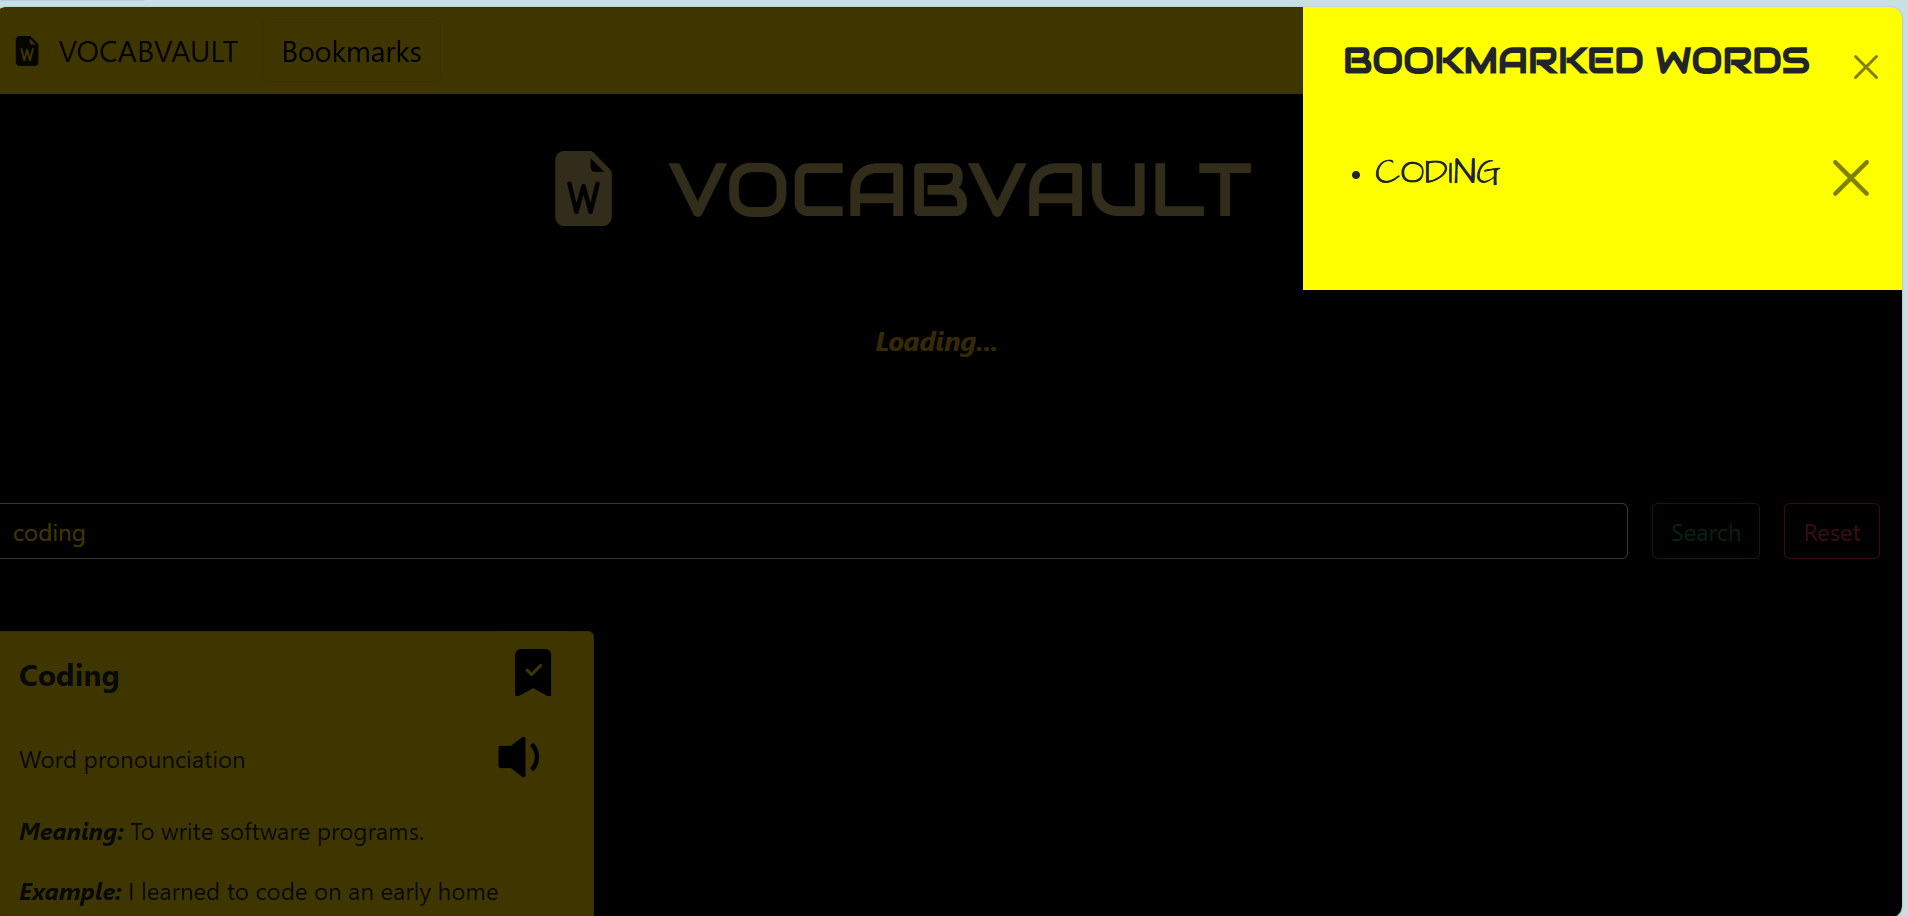 W VOCABVAULT Bookmarks
BOOKMARKED WORDS
CODING
W VOCABVAULT
Loading...
coding Search Reset
Coding
Word pronounciation
Meaning: To write software programs.
Example: I learned to code on an early home